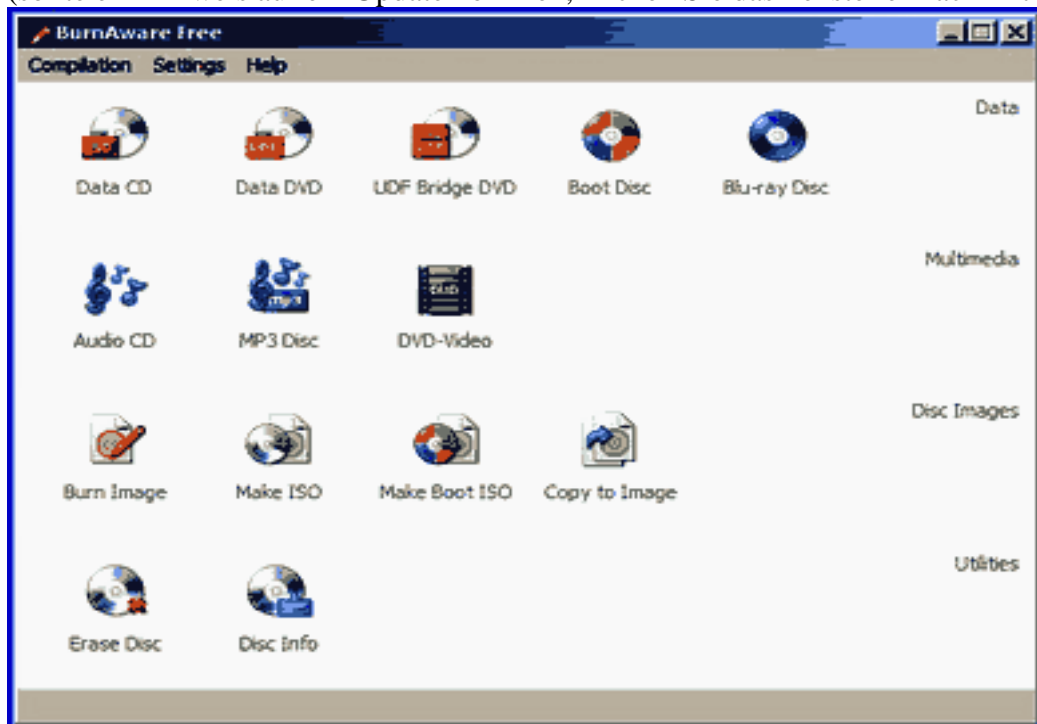 BurnAware Free
Compilation Settings Help
Data
Data CD Data DVD UDF Bridge DVD Boot Disc Blu-ray Disc
Multimedia
Audio CD MP3 Disc DVD-Video
Disc Images
Burn Image Make ISO Make Boot ISO Copy to Image
Utilities
Erase Disc Disc Info